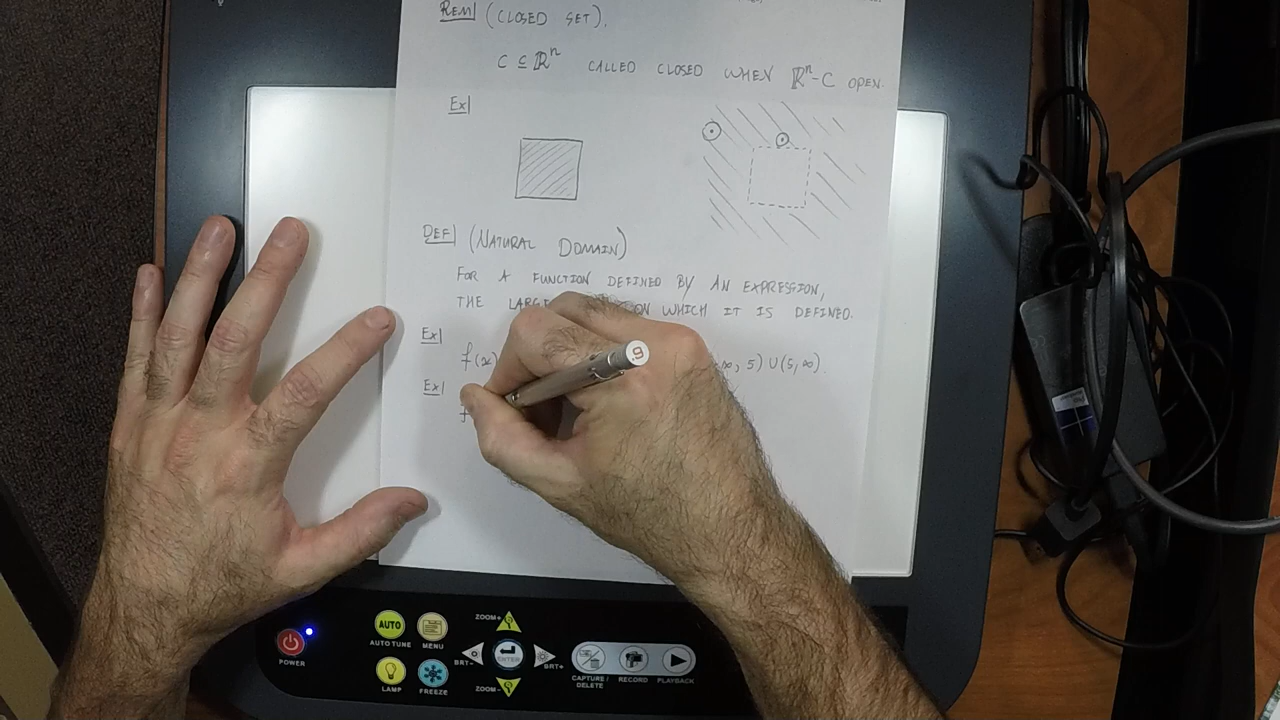 REM (CLOSED SET).
C ⊆ ℝⁿ CALLED CLOSED WHEN ℝⁿ-C OPEN.
EX
DEF (NATURAL DOMAIN)
FOR A FUNCTION DEFINED BY AN EXPRESSION,
THE ON WHICH IT IS DEFINED.
EX
f(x) ∞, 5) ∪ (5, ∞).
EX
f
.9
AUTO
AUTO TUNE
MENU
ZOOM+
POWER
BRT-
ENTER
BRT+
LAMP
FREEZE
ZOOM-
CAPTURE / DELETE
RECORD
PLAYBACK